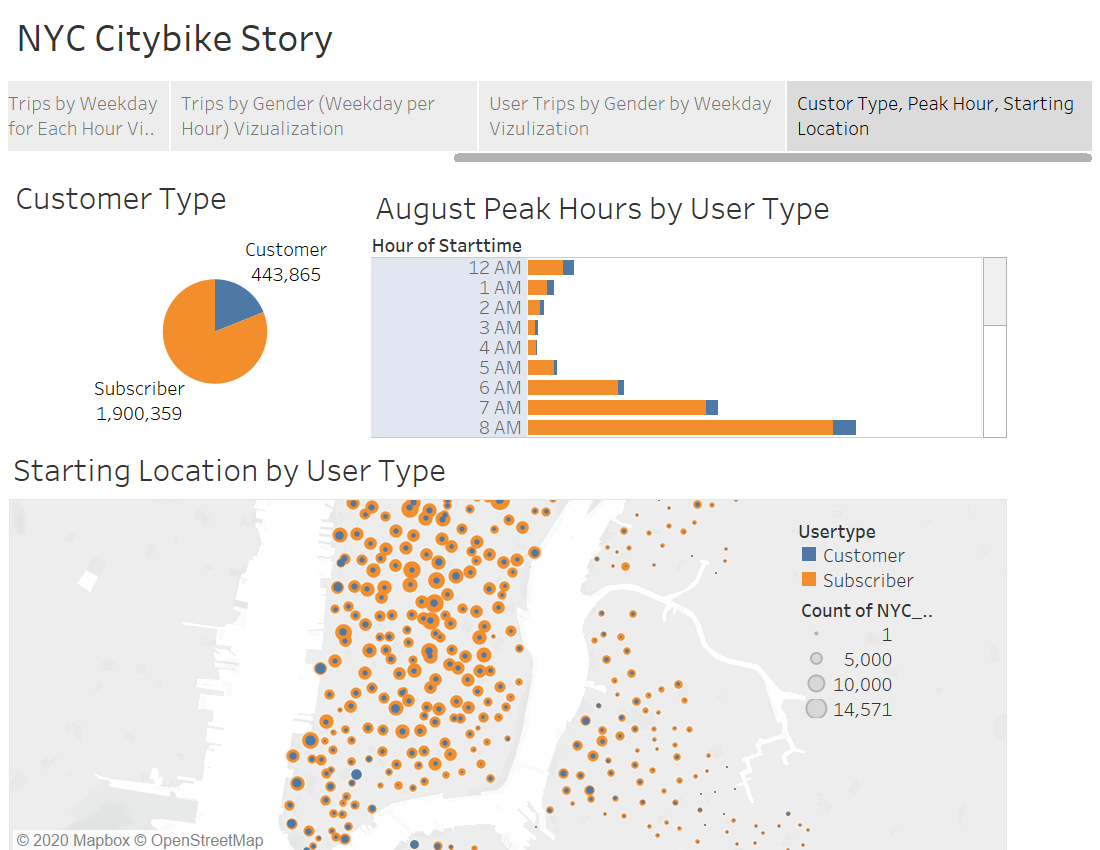 NYC Citybike Story
Trips by Weekday
for Each Hour Vi..
Trips by Gender (Weekday per
Hour) Vizualization
User Trips by Gender by Weekday
Vizulization
Custor Type, Peak Hour, Starting
Location
Customer Type
Customer
443,865
Subscriber
1,900,359
August Peak Hours by User Type
Hour of Starttime
12 AM
1 AM
2 AM
3 AM
4 AM
5 AM
6 AM
7 AM
8 AM
Starting Location by User Type
Usertype
Customer
Subscriber
Count of NYC_..
1
5,000
10,000
14,571
© 2020 Mapbox © OpenStreetMap